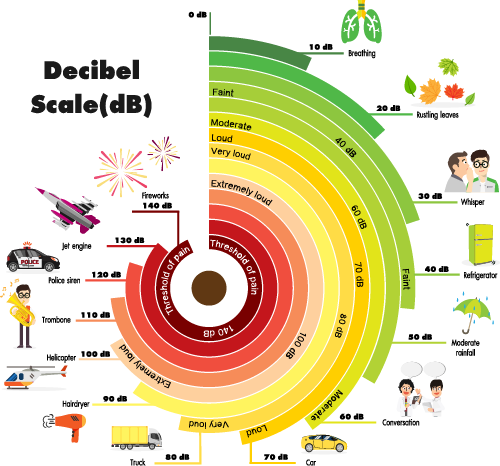 Decibel
Scale(dB)
0 dB
10 dB
Breathing
20 dB
Rustling leaves
30 dB
Whisper
40 dB
Refrigerator
50 dB
Moderate
rainfall
60 dB
Conversation
70 dB
Car
80 dB
Truck
90 dB
Hairdryer
100 dB
Helicopter
110 dB
Trombone
120 dB
Police siren
POLICE
130 dB
Jet engine
140 dB
Fireworks
Faint
Moderate
Loud
Very loud
Extremely loud
Threshold of pain
40 dB
60 dB
70 dB
80 dB
100 dB
140 dB
Faint
Moderate
Loud
Very loud
Extremely loud
Threshold of pain